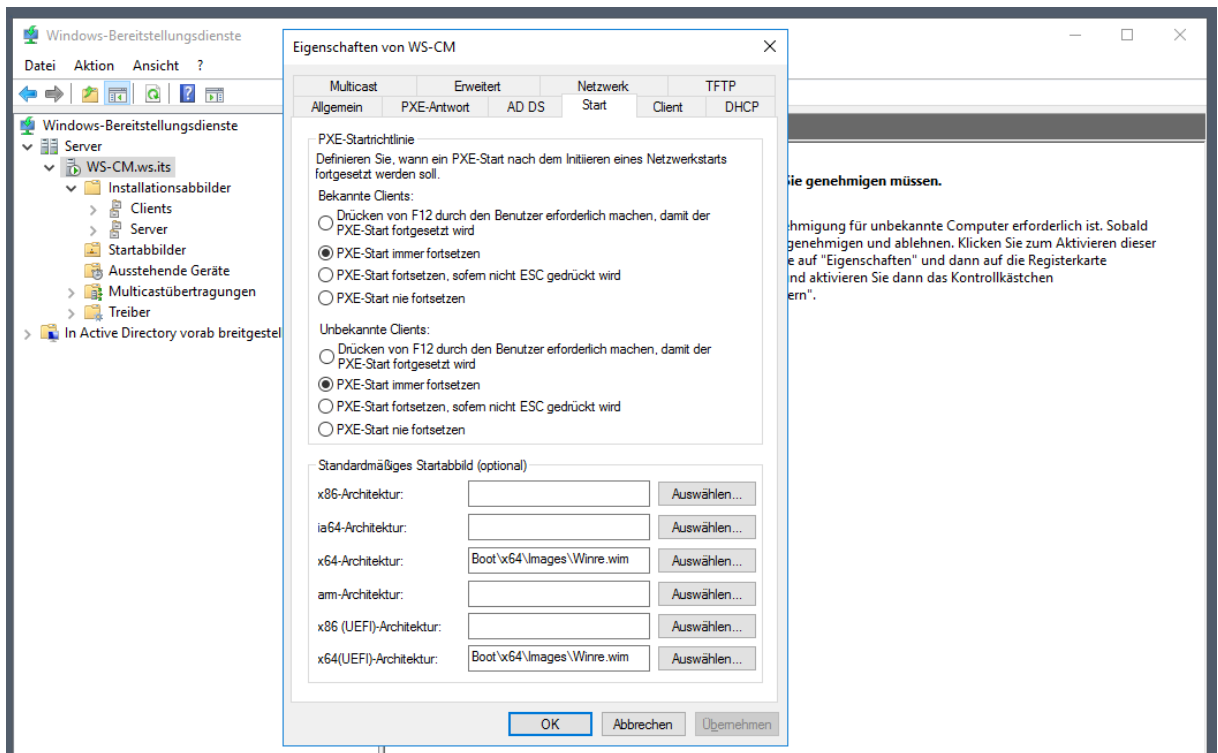 Windows-Bereitstellungsdienste
Datei Aktion Ansicht ?
Windows-Bereitstellungsdienste
Server
WS-CM.ws.its
Installationsabbilder
Clients
Server
Startabbilder
Ausstehende Geräte
Multicastübertragungen
Treiber
In Active Directory vorab breitgestel
Eigenschaften von WS-CM
Multicast Erweitert Netzwerk TFTP
Allgemein PXE-Antwort AD DS Start Client DHCP
PXE-Startrichtlinie
Definieren Sie, wann ein PXE-Start nach dem Initiieren eines Netzwerkstarts
fortgesetzt werden soll.
Bekannte Clients:
Drücken von F12 durch den Benutzer erforderlich machen, damit der
PXE-Start fortgesetzt wird
PXE-Start immer fortsetzen
PXE-Start fortsetzen, sofern nicht ESC gedrückt wird
PXE-Start nie fortsetzen
Unbekannte Clients:
Drücken von F12 durch den Benutzer erforderlich machen, damit der
PXE-Start fortgesetzt wird
PXE-Start immer fortsetzen
PXE-Start fortsetzen, sofern nicht ESC gedrückt wird
PXE-Start nie fortsetzen
Standardmäßiges Startabbild (optional)
x86-Architektur: Auswählen...
ia64-Architektur: Auswählen...
x64-Architektur: Boot\x64\Images\Winre.wim Auswählen...
arm-Architektur: Auswählen...
x86 (UEFI)-Architektur: Auswählen...
x64(UEFI)-Architektur: Boot\x64\Images\Winre.wim Auswählen...
OK Abbrechen Übernehmen
ie genehmigen müssen.
ehmigung für unbekannte Computer erforderlich ist. Sobald
genehmigen und ablehnen. Klicken Sie zum Aktivieren dieser
e auf "Eigenschaften" und dann auf die Registerkarte
nd aktivieren Sie dann das Kontrollkästchen
ern".